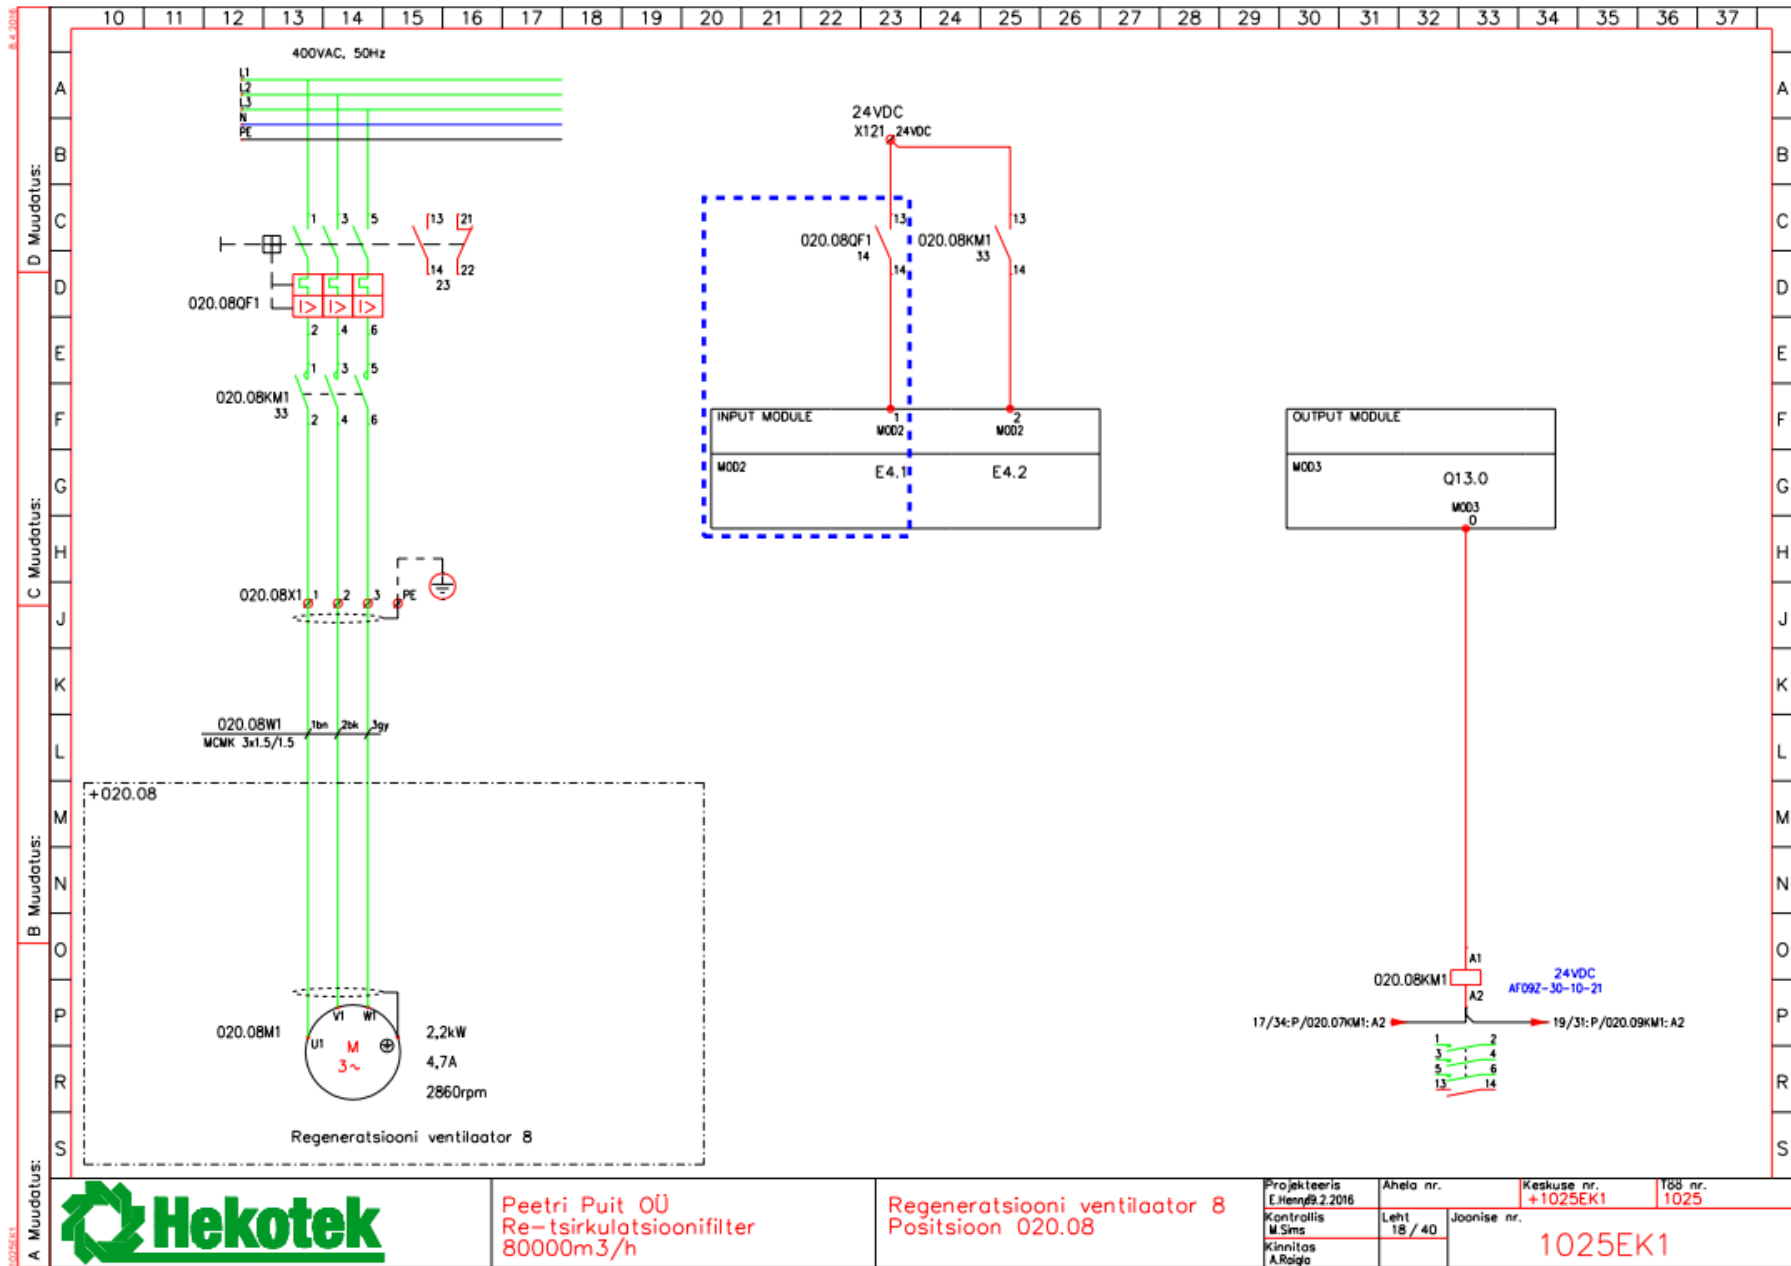 10 11 12 13 14 15 16 17 18 19 20 21 22 23 24 25 26 27 28 29 30 31 32 33 34 35 36 37
8.4.2016
400VAC, 50Hz
L1
L2
L3
N
PE
A A
B B
C C
D D
E E
F F
G G
H H
J J
K K
L L
M M
N N
O O
P P
R R
S S
D Muudatus:
C Muudatus:
B Muudatus:
A Muudatus:
1025EK1
24VDC
X121 24VDC
1 3 5 13 21
14 22
23
020.08QF1
I> I> I>
2 4 6
1 3 5
020.08KM1
33
2 4 6
13 13
020.08QF1 020.08KM1
14 33
14 14
INPUT MODULE 1 2
MOD2 MOD2
MOD2 E4.1 E4.2
OUTPUT MODULE
MOD3 Q13.0
MOD3
0
020.08X1 1 2 3 PE
020.08W1 1bn 2bk 3gy
MCMK 3x1.5/1.5
+020.08
020.08M1
U1 V1 W1
M
3~
2,2kW
4,7A
2860rpm
Regeneratsiooni ventilaator 8
A1
020.08KM1 24VDC
AF09Z-30-10-21
A2
17/34:P/020.07KM1:A2 19/31:P/020.09KM1:A2
1 2
3 4
5 6
13 14
Hekotek
Peetri Puit OÜ
Re-tsirkulatsioonifilter
80000m3/h
Regeneratsiooni ventilaator 8
Positsioon 020.08
Projekteeris
9.2.2016
Kontrollis
M.Sims
Kinnitas
A.Raigla
Ahela nr.
Leht
18 / 40
Keskuse nr.
+1025EK1
Töö nr.
1025
Joonise nr.
1025EK1